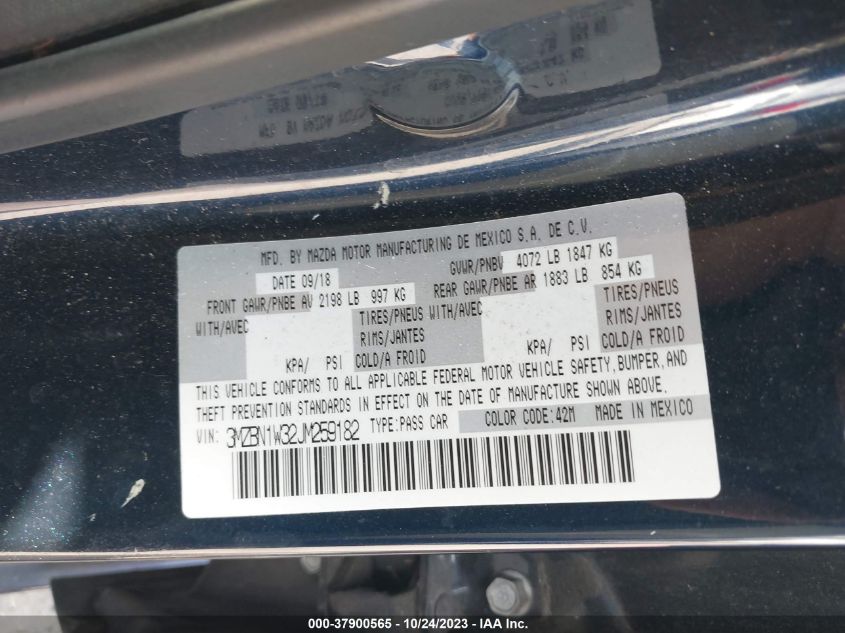 MFD. BY MAZDA MOTOR MANUFACTURING DE MEXICO S.A. DE C.V.
DATE 09/18 GVWR/PNBV 4072 LB 1847 KG
FRONT GAWR/PNBE AV 2198 LB 997 KG REAR GAWR/PNBE AR 1883 LB 854 KG
WITH/AVEC TIRES/PNEUS WITH/AVEC TIRES/PNEUS
RIMS/JANTES RIMS/JANTES
KPA/ PSI COLD/A FROID KPA/ PSI COLD/A FROID
THIS VEHICLE CONFORMS TO ALL APPLICABLE FEDERAL MOTOR VEHICLE SAFETY, BUMPER, AND
THEFT PREVENTION STANDARDS IN EFFECT ON THE DATE OF MANUFACTURE SHOWN ABOVE.
VIN: 3MZBN1W32JM259182 TYPE:PASS CAR COLOR CODE:42M MADE IN MEXICO
000-37900565 - 10/24/2023 - https://www.iaai.com/